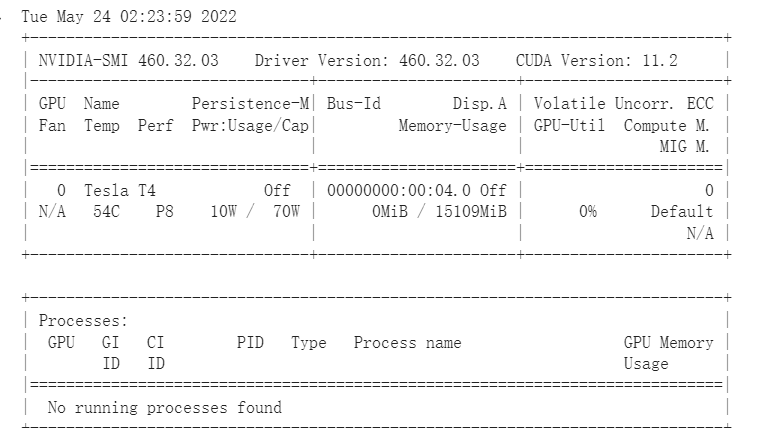 Tue May 24 02:23:59 2022
+-----------------------------------------------------------------------------+
| NVIDIA-SMI 460.32.03    Driver Version: 460.32.03    CUDA Version: 11.2     |
|-------------------------------+----------------------+----------------------+
| GPU  Name        Persistence-M| Bus-Id        Disp.A | Volatile Uncorr. ECC |
| Fan  Temp  Perf  Pwr:Usage/Cap|         Memory-Usage | GPU-Util  Compute M. |
|                               |                      |               MIG M. |
|===============================+======================+======================|
|   0  Tesla T4            Off  | 00000000:00:04.0 Off |                    0 |
| N/A   54C    P8    10W /  70W |      0MiB / 15109MiB |      0%      Default |
|                               |                      |                  N/A |
+-------------------------------+----------------------+----------------------+

+-----------------------------------------------------------------------------+
| Processes:                                                                  |
|  GPU   GI   CI        PID   Type   Process name                  GPU Memory |
|        ID   ID                                                   Usage      |
|=============================================================================|
|  No running processes found                                                 |
+-----------------------------------------------------------------------------+